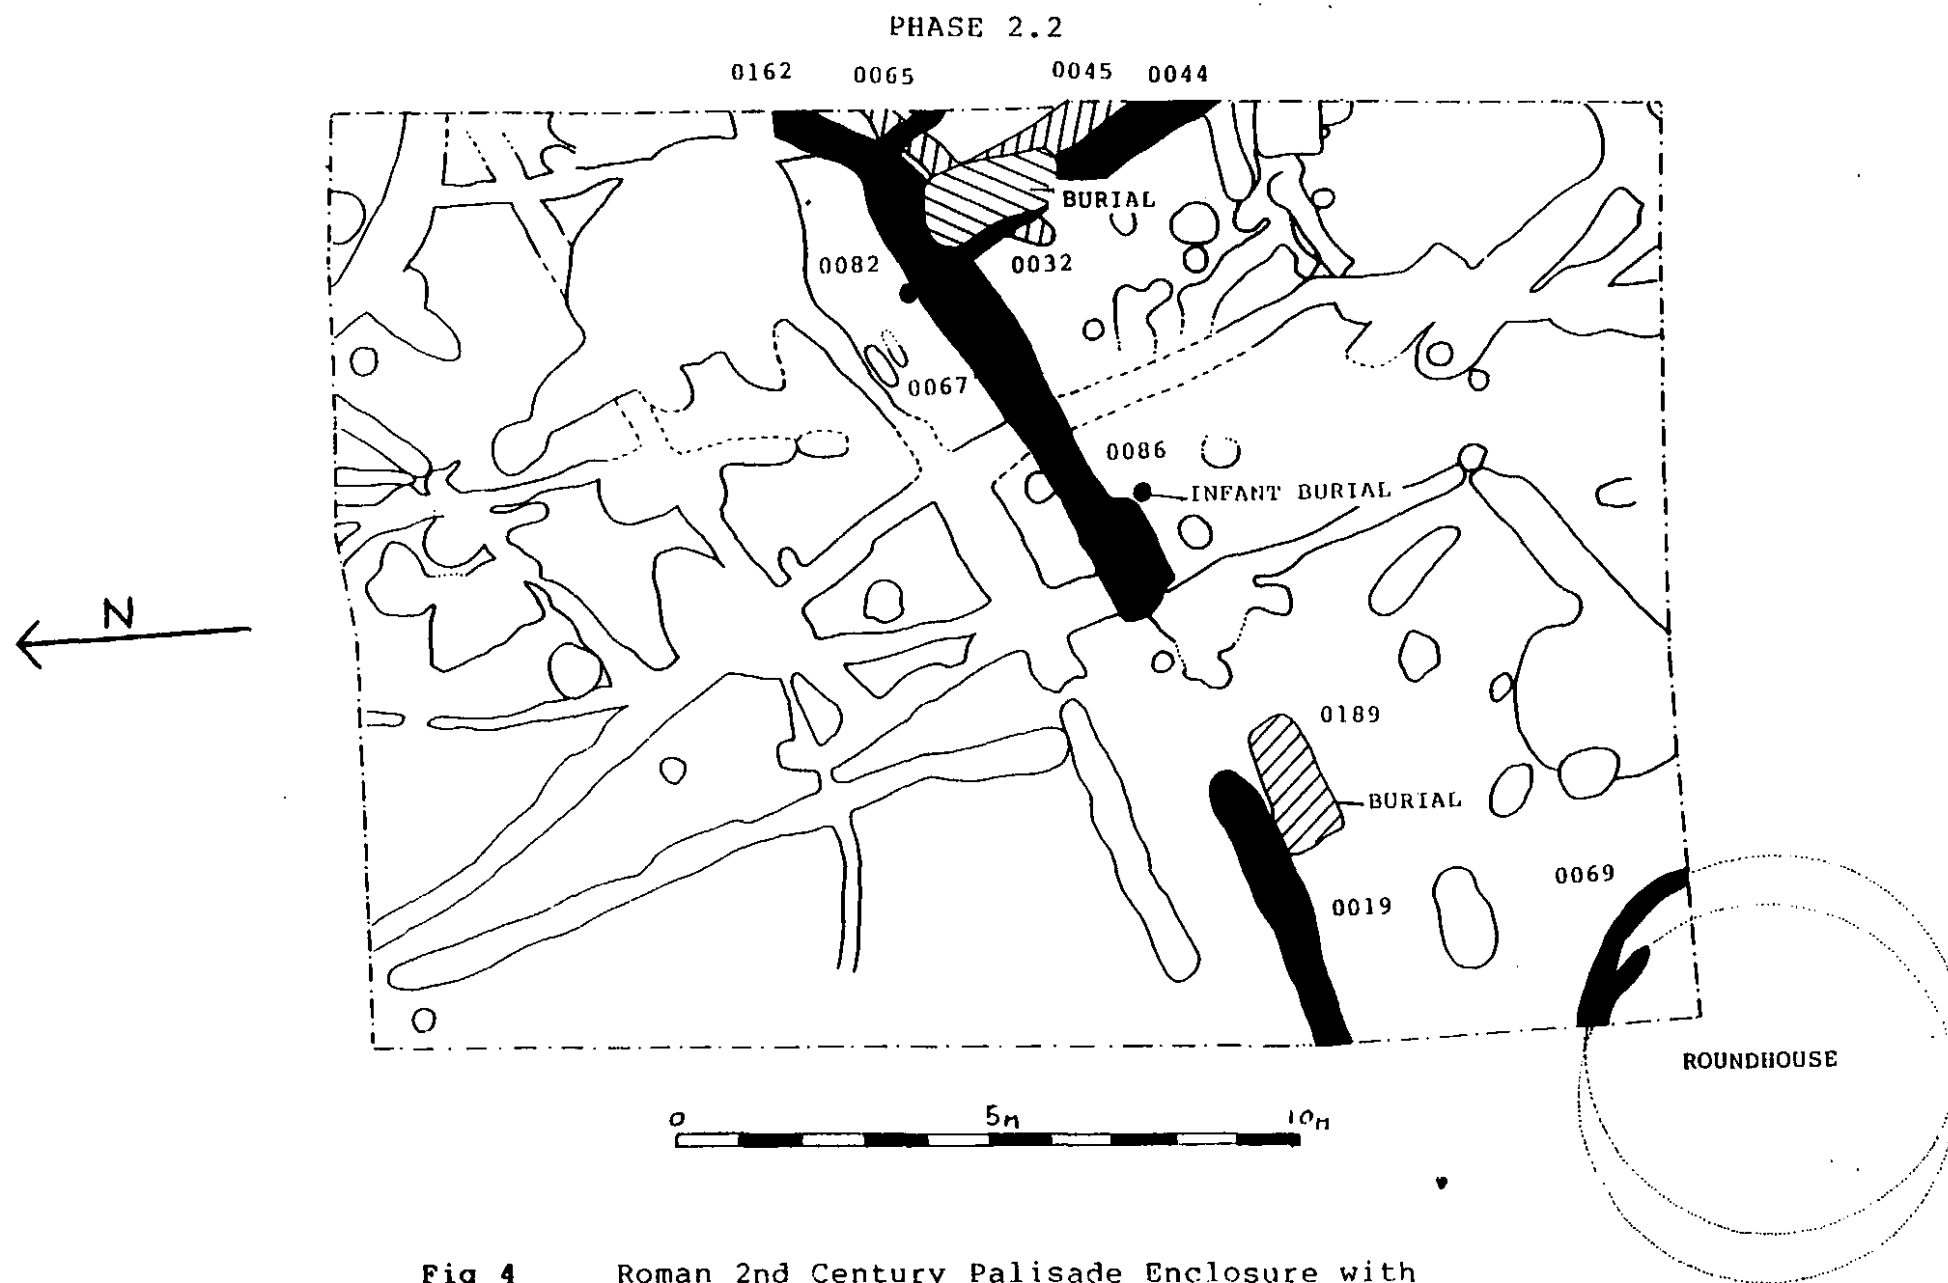 PHASE 2.2
0162 0065 0045 0044
BURIAL
0082 0032
0067
0086
INFANT BURIAL
N
0189
BURIAL
0069
0019
ROUNDHOUSE
0 5m 10m
Fig 4 Roman 2nd Century Palisade Enclosure with